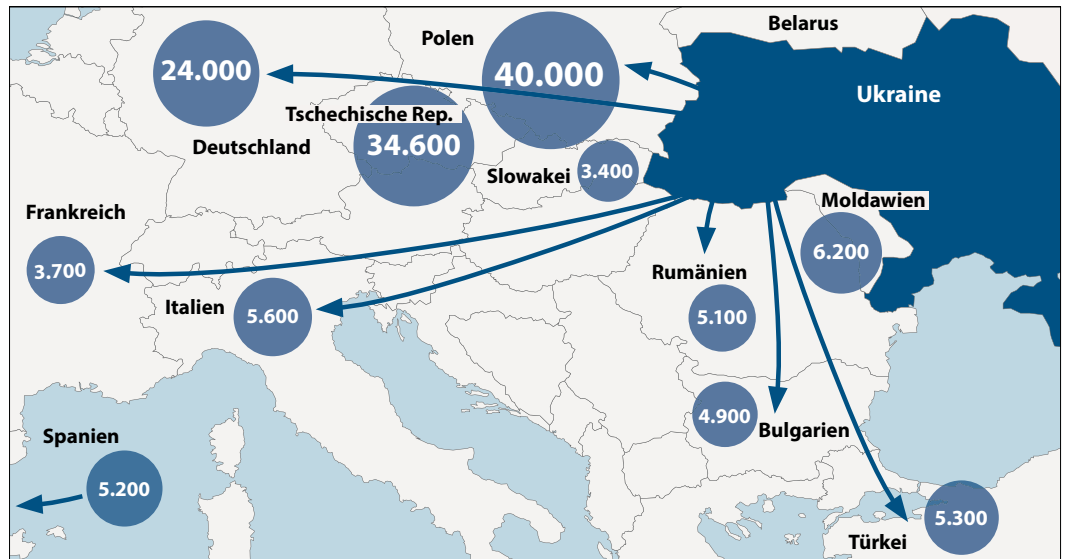 Belarus
Polen
24.000
40.000
Ukraine
Tschechische Rep.
Deutschland
34.600
Slowakei
3.400
Frankreich
Moldawien
3.700
6.200
Rumänien
Italien
5.600
5.100
4.900
Bulgarien
Spanien
5.200
5.300
Türkei